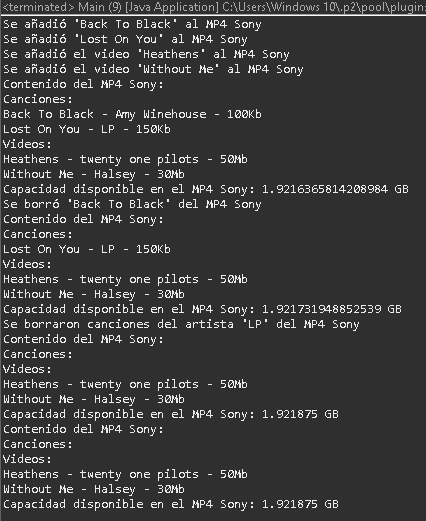 <terminated> Main (9) [Java Application] C:\Users\Windows 10\.p2\pool\plugins
Se añadió 'Back To Black' al MP4 Sony
Se añadió 'Lost On You' al MP4 Sony
Se añadió el video 'Heathens' al MP4 Sony
Se añadió el video 'Without Me' al MP4 Sony
Contenido del MP4 Sony:
Canciones:
Back To Black - Amy Winehouse - 100Kb
Lost On You - LP - 150Kb
Videos:
Heathens - twenty one pilots - 50Mb
Without Me - Halsey - 30Mb
Capacidad disponible en el MP4 Sony: 1.9216365814208984 GB
Se borró 'Back To Black' del MP4 Sony
Contenido del MP4 Sony:
Canciones:
Lost On You - LP - 150Kb
Videos:
Heathens - twenty one pilots - 50Mb
Without Me - Halsey - 30Mb
Capacidad disponible en el MP4 Sony: 1.921731948852539 GB
Se borraron canciones del artista 'LP' del MP4 Sony
Contenido del MP4 Sony:
Canciones:
Videos:
Heathens - twenty one pilots - 50Mb
Without Me - Halsey - 30Mb
Capacidad disponible en el MP4 Sony: 1.921875 GB
Contenido del MP4 Sony:
Canciones:
Videos:
Heathens - twenty one pilots - 50Mb
Without Me - Halsey - 30Mb
Capacidad disponible en el MP4 Sony: 1.921875 GB